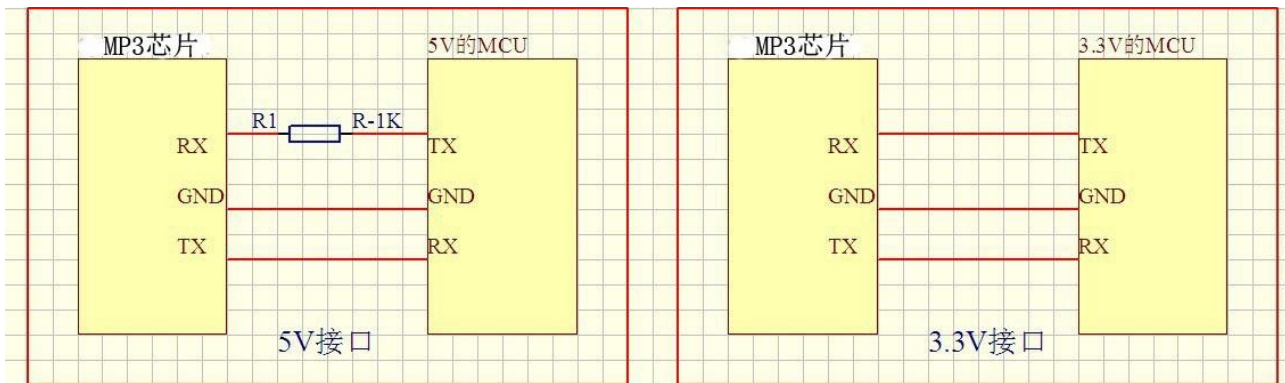 MP3芯片
5V的MCU
R1
R-1K
RX
TX
GND
GND
TX
RX
5V接口
MP3芯片
3.3V的MCU
RX
TX
GND
GND
TX
RX
3.3V接口